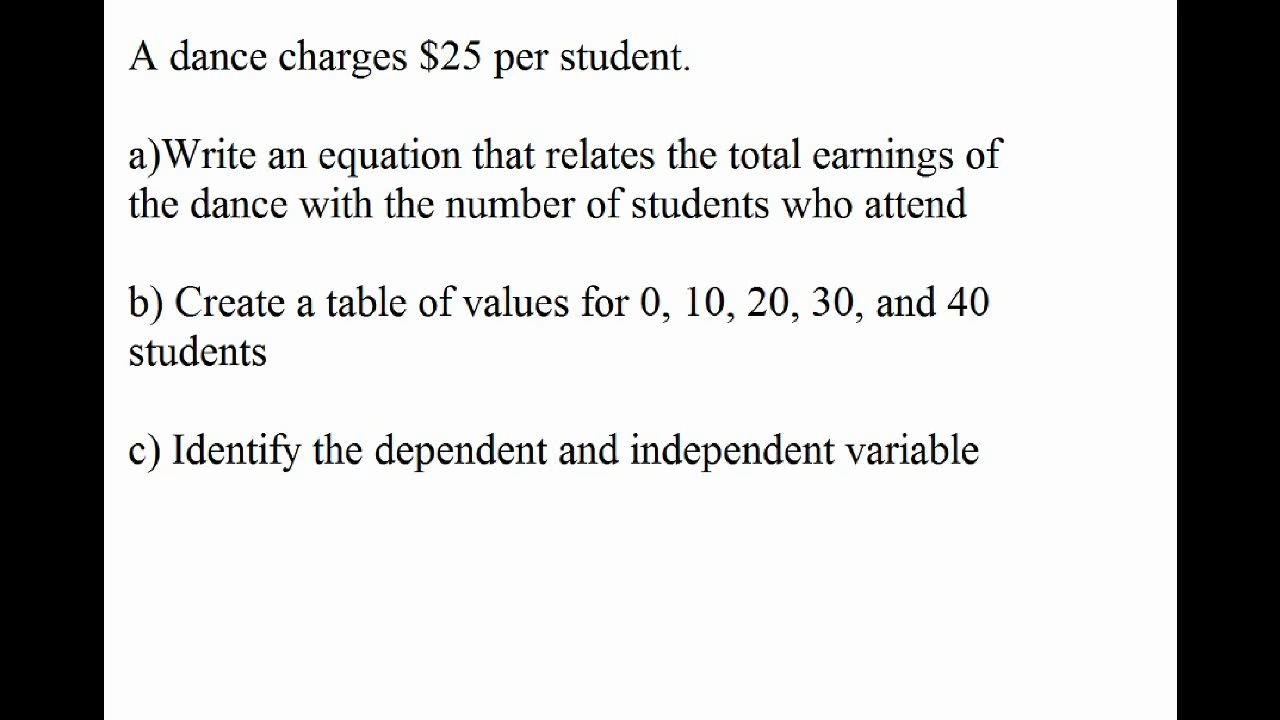 A dance charges $25 per student.
a)Write an equation that relates the total earnings of
the dance with the number of students who attend
b) Create a table of values for 0, 10, 20, 30, and 40
students
c) Identify the dependent and independent variable